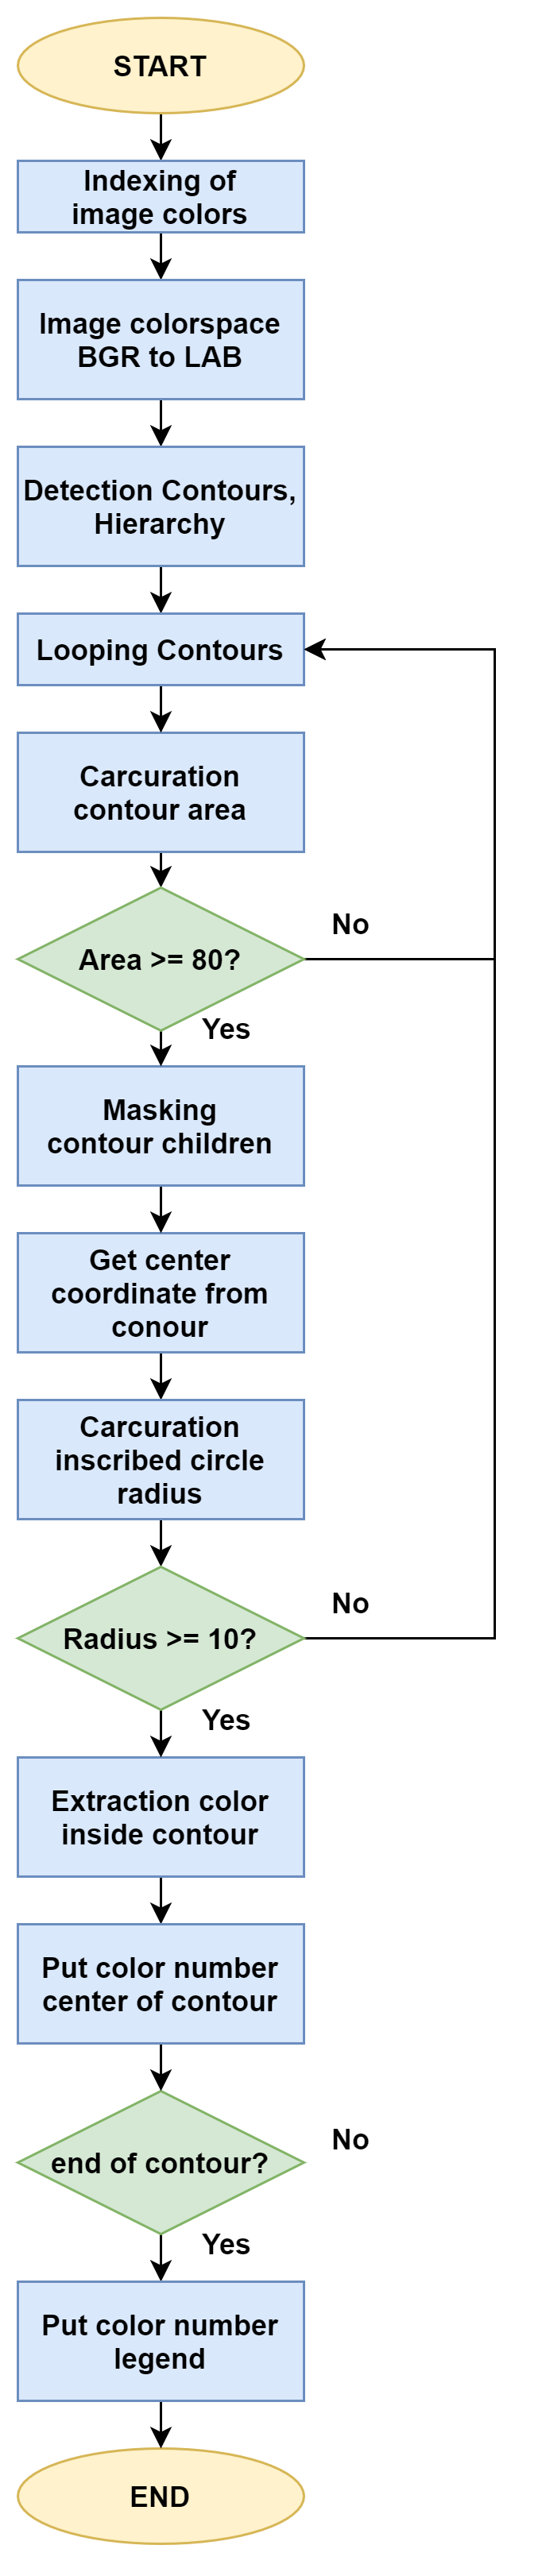 START
Indexing of
image colors
Image colorspace
BGR to LAB
Detection Contours,
Hierarchy
Looping Contours
Carcuration
contour area
Area >= 80?
No
Yes
Masking
contour children
Get center
coordinate from
conour
Carcuration
inscribed circle
radius
Radius >= 10?
No
Yes
Extraction color
inside contour
Put color number
center of contour
end of contour?
No
Yes
Put color number
legend
END